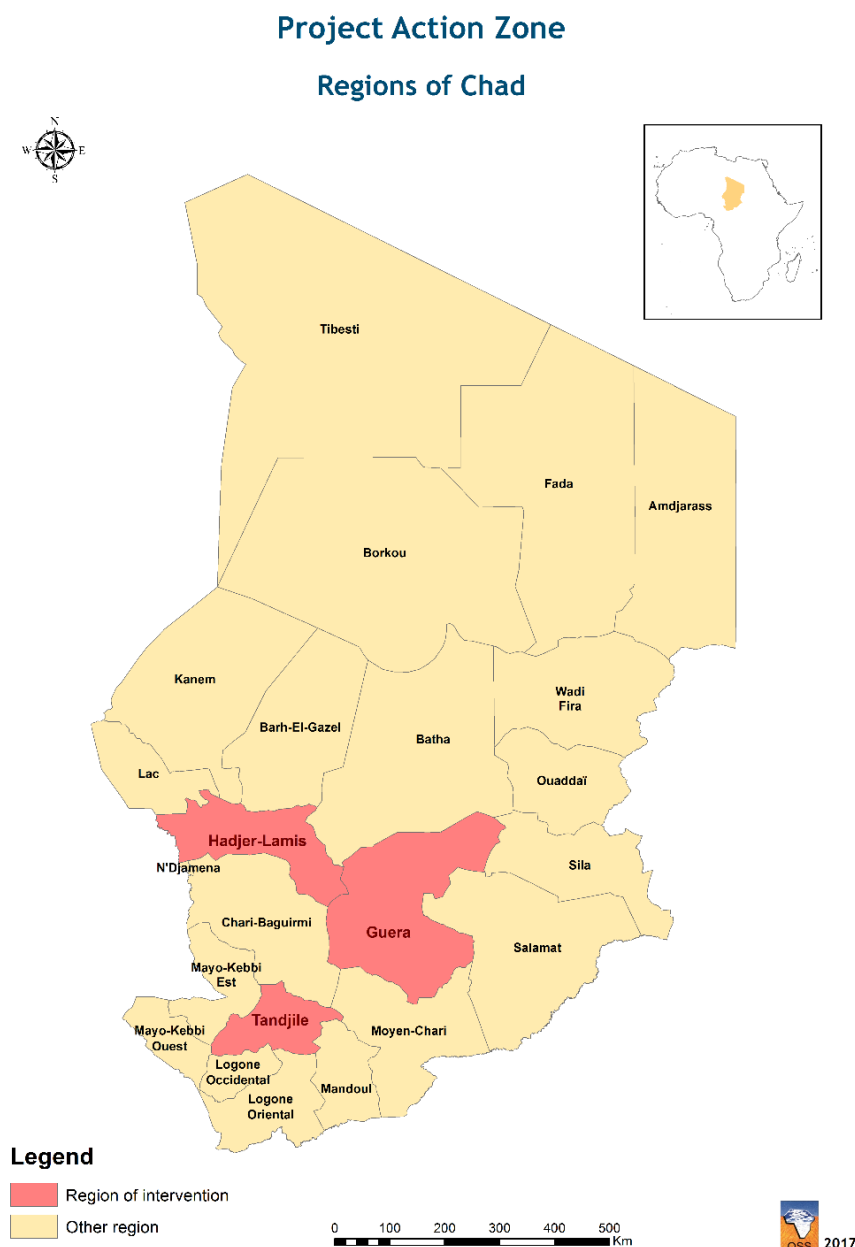 Project Action Zone
Regions of Chad
N
W E
S
Tibesti
Fada
Amdjarass
Borkou
Kanem
Wadi
Fira
Barh-El-Gazel
Batha
Lac
Ouaddaï
Hadjer-Lamis
Sila
N'Djamena
Chari-Baguirmi
Guera
Salamat
Mayo-Kebbi
Est
Tandjile
Mayo-Kebbi
Ouest
Moyen-Chari
Logone
Occidental
Mandoul
Logone
Oriental
Legend
Region of intervention
Other region
0 100 200 300 400 500
Km
OSS 2017